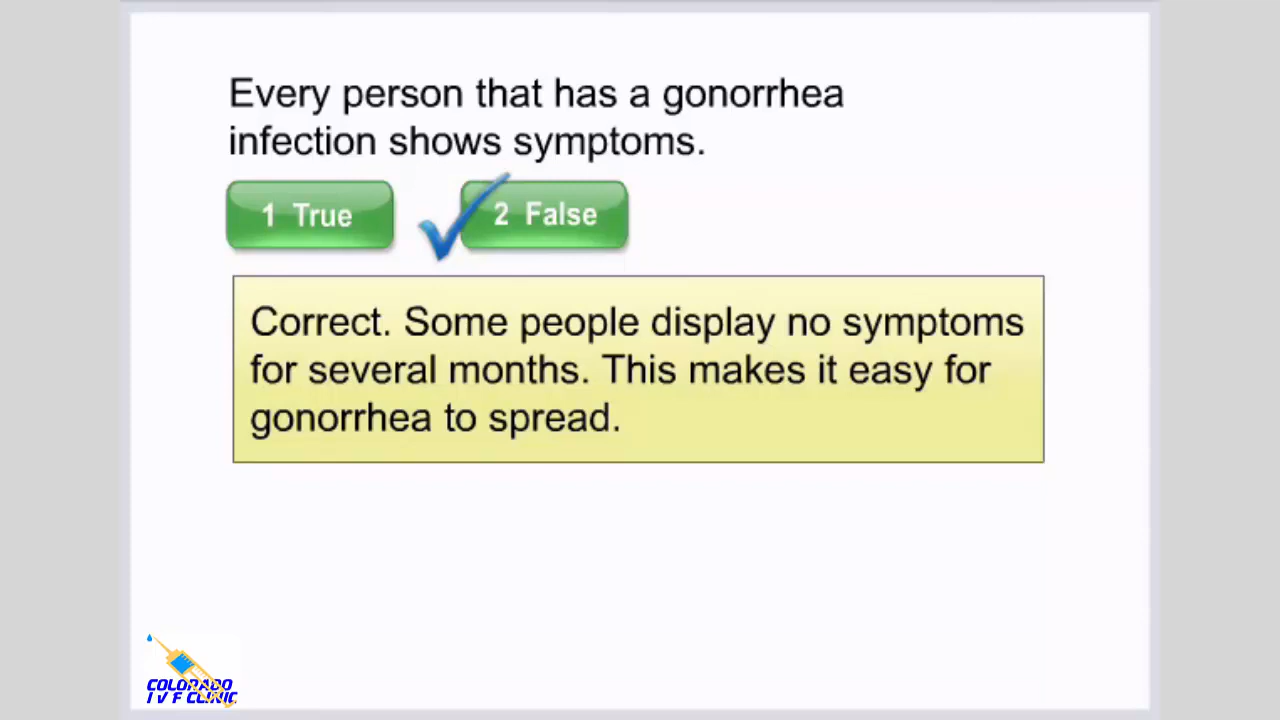 Every person that has a gonorrhea
infection shows symptoms.
1 True
2 False
Correct. Some people display no symptoms
for several months. This makes it easy for
gonorrhea to spread.
COLORADO
IVF CLINIC